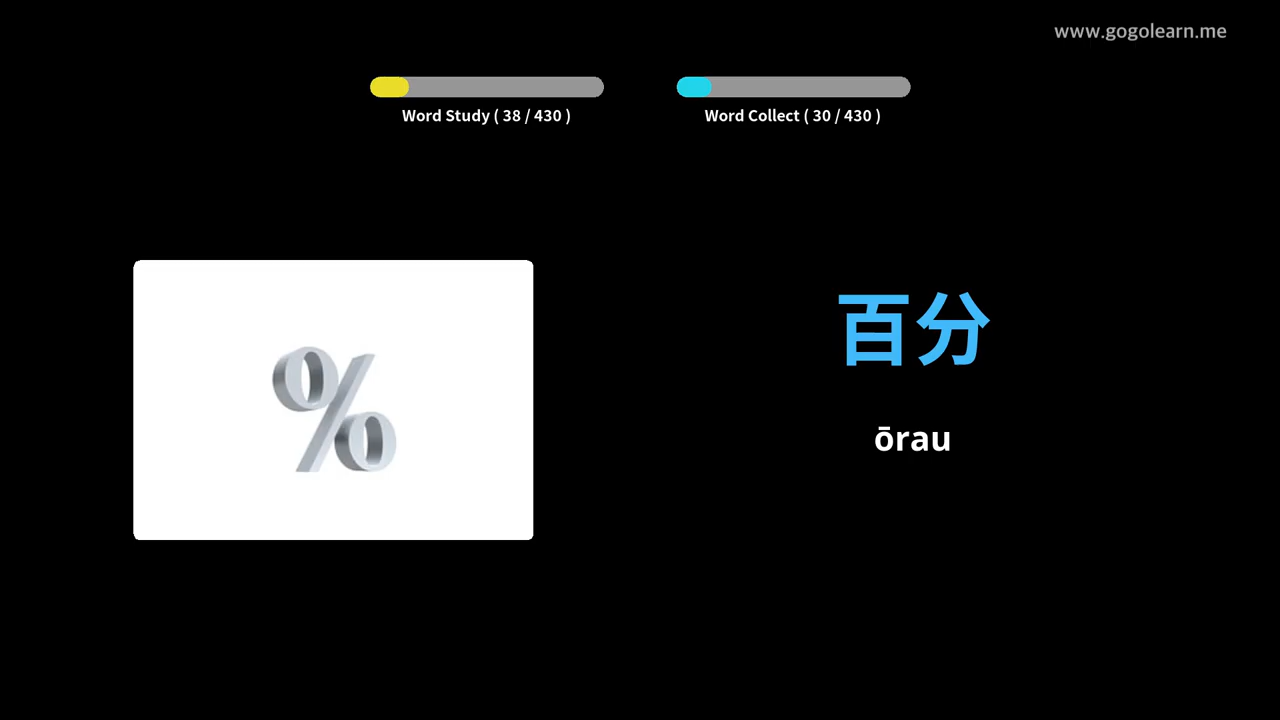 www.gogolearn.me
Word Study ( 38 / 430 )
Word Collect ( 30 / 430 )
%
百分
ōrau